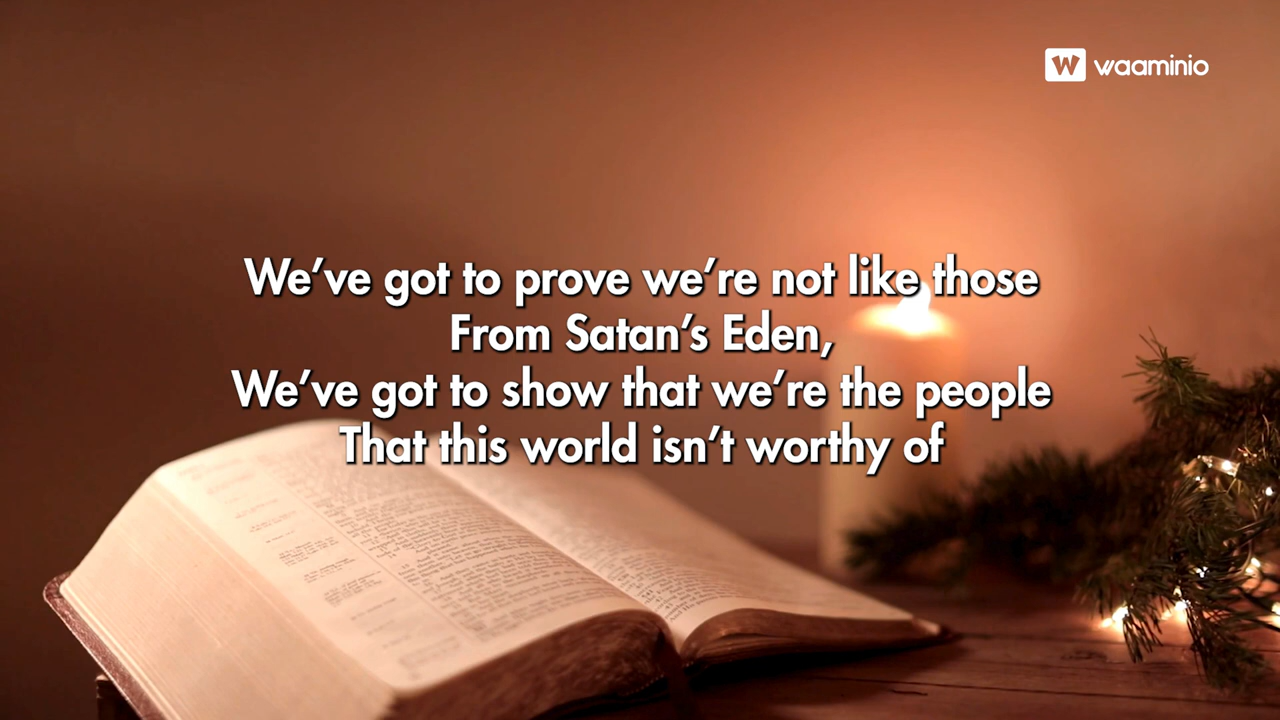 W waaminio
We've got to prove we're not like those
From Satan's Eden,
We've got to show that we're the people
That this world isn't worthy of